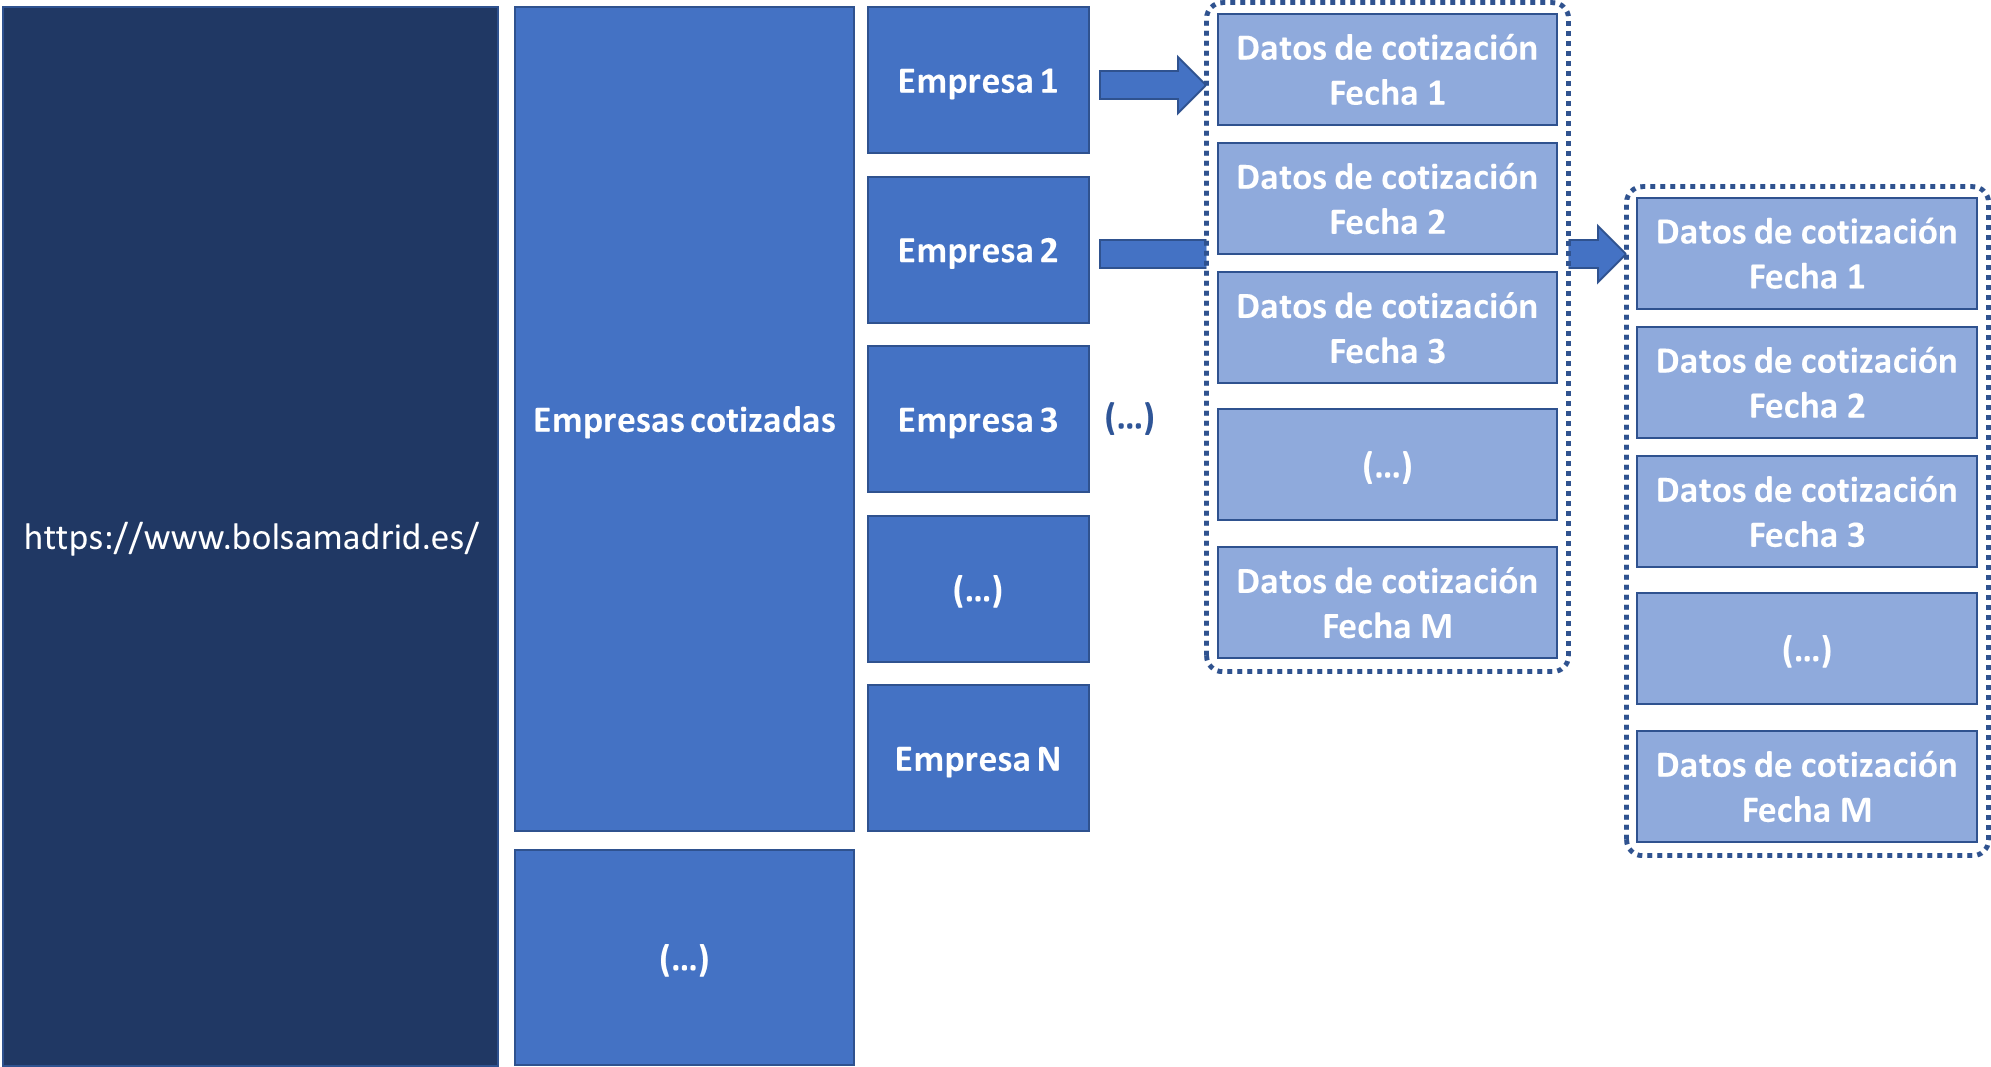 https://www.bolsamadrid.es/
Empresas cotizadas
(...)
Empresa 1
Empresa 2
Empresa 3
(...)
Empresa N
(...)
Datos de cotización
Fecha 1
Datos de cotización
Fecha 2
Datos de cotización
Fecha 3
(...)
Datos de cotización
Fecha M
Datos de cotización
Fecha 1
Datos de cotización
Fecha 2
Datos de cotización
Fecha 3
(...)
Datos de cotización
Fecha M